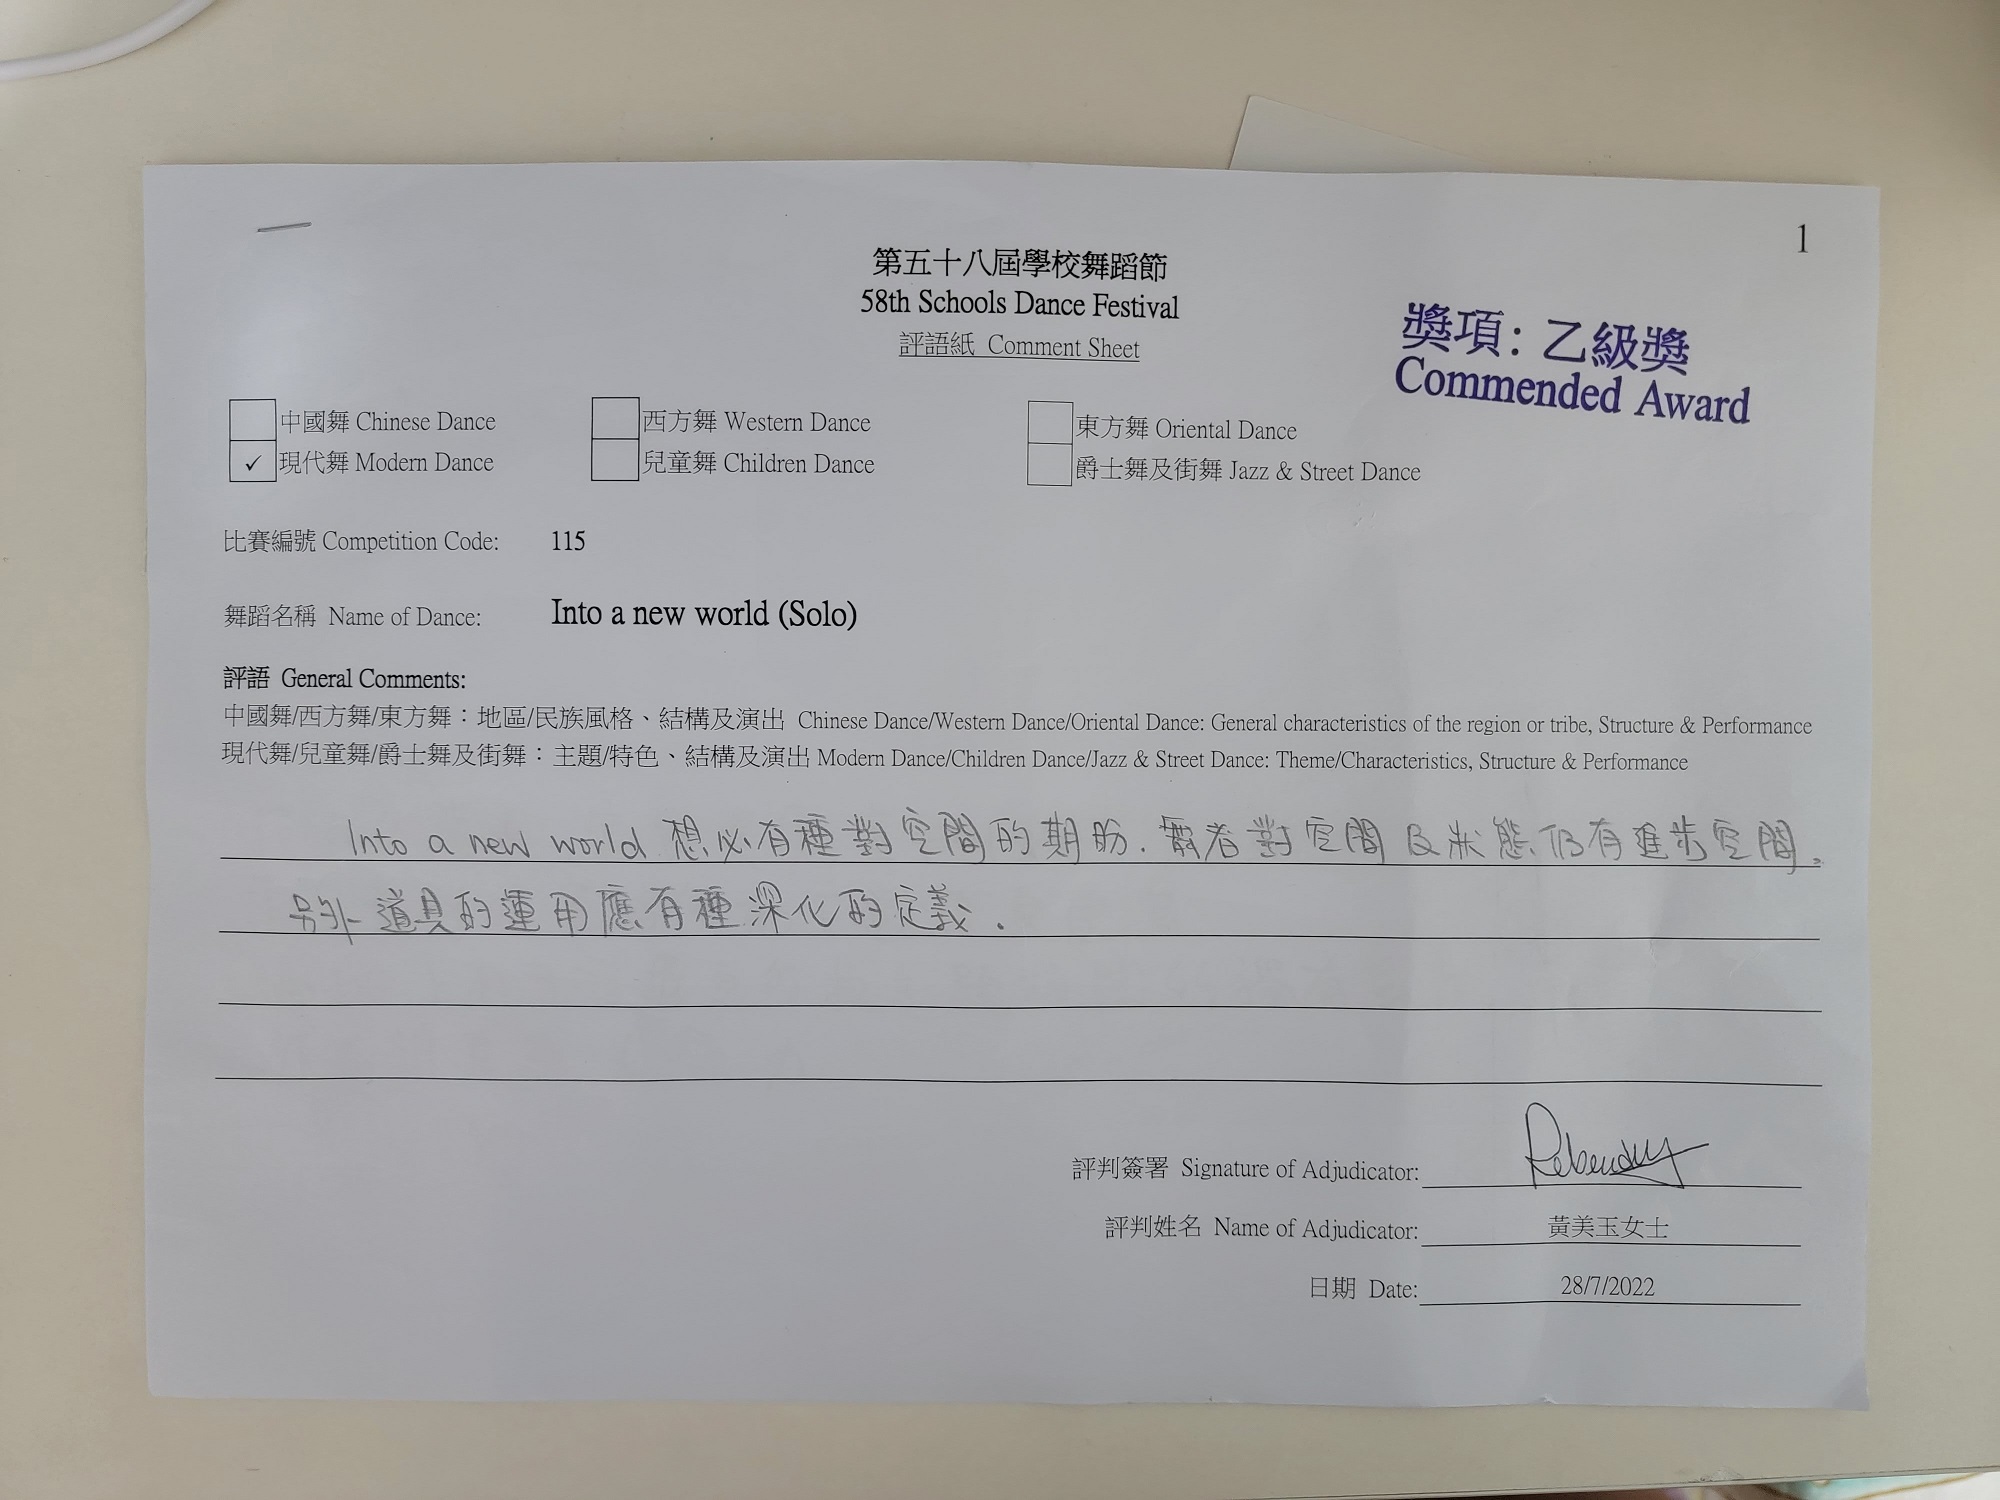 1
第五十八屆學校舞蹈節
58th Schools Dance Festival
評語紙 Comment Sheet
獎項：乙級獎
Commended Award
中國舞 Chinese Dance 西方舞 Western Dance 東方舞 Oriental Dance
✓ 現代舞 Modern Dance 兒童舞 Children Dance 爵士舞及街舞 Jazz & Street Dance
比賽編號 Competition Code: 115
舞蹈名稱 Name of Dance: Into a new world (Solo)
評語 General Comments:
中國舞/西方舞/東方舞：地區/民族風格、結構及演出 Chinese Dance/Western Dance/Oriental Dance: General characteristics of the region or tribe, Structure & Performance
現代舞/兒童舞/爵士舞及街舞：主題/特色、結構及演出 Modern Dance/Children Dance/Jazz & Street Dance: Theme/Characteristics, Structure & Performance
Into a new world 想必有種對空間的期盼. 舞者對空間及狀態仍有進步空間。
另外道具的運用應有種深化的定義.
評判簽署 Signature of Adjudicator:
評判姓名 Name of Adjudicator: 黃美玉女士
日期 Date: 28/7/2022